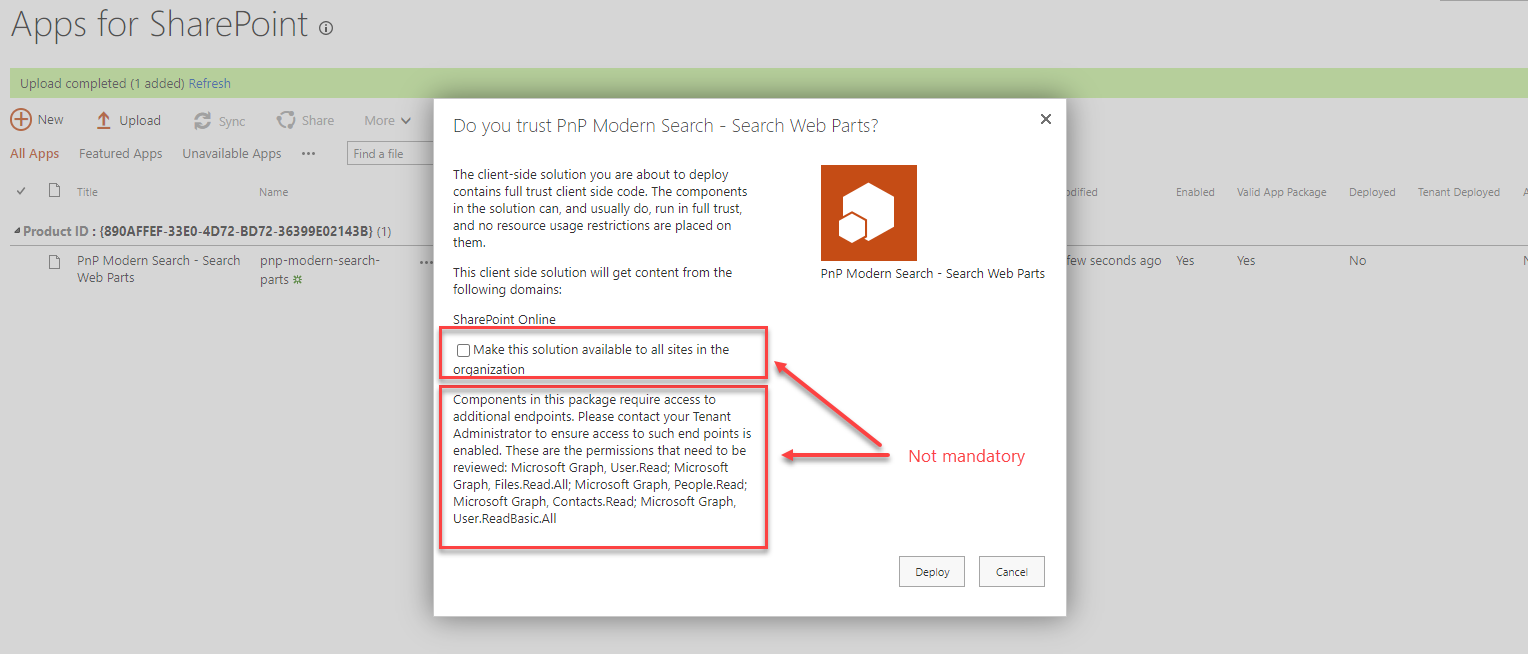 Apps for SharePoint
Upload completed (1 added) Refresh
New Upload Sync Share More
All Apps Featured Apps Unavailable Apps ••• Find a file
Title Name
Enabled Valid App Package Deployed Tenant Deployed
Product ID : {890AFFEF-33E0-4D72-BD72-36399E02143B} (1)
PnP Modern Search - Search
Web Parts
pnp-modern-search-
parts
•••
few seconds ago Yes Yes No
Do you trust PnP Modern Search - Search Web Parts?
The client-side solution you are about to deploy
contains full trust client side code. The components
in the solution can, and usually do, run in full trust,
and no resource usage restrictions are placed on
them.
This client side solution will get content from the
following domains:
SharePoint Online
Make this solution available to all sites in the
organization
Components in this package require access to
additional endpoints. Please contact your Tenant
Administrator to ensure access to such end points is
enabled. These are the permissions that need to be
reviewed: Microsoft Graph, User.Read; Microsoft
Graph, Files.Read.All; Microsoft Graph, People.Read;
Microsoft Graph, Contacts.Read; Microsoft Graph,
User.ReadBasic.All
PnP Modern Search - Search Web Parts
Not mandatory
Deploy Cancel